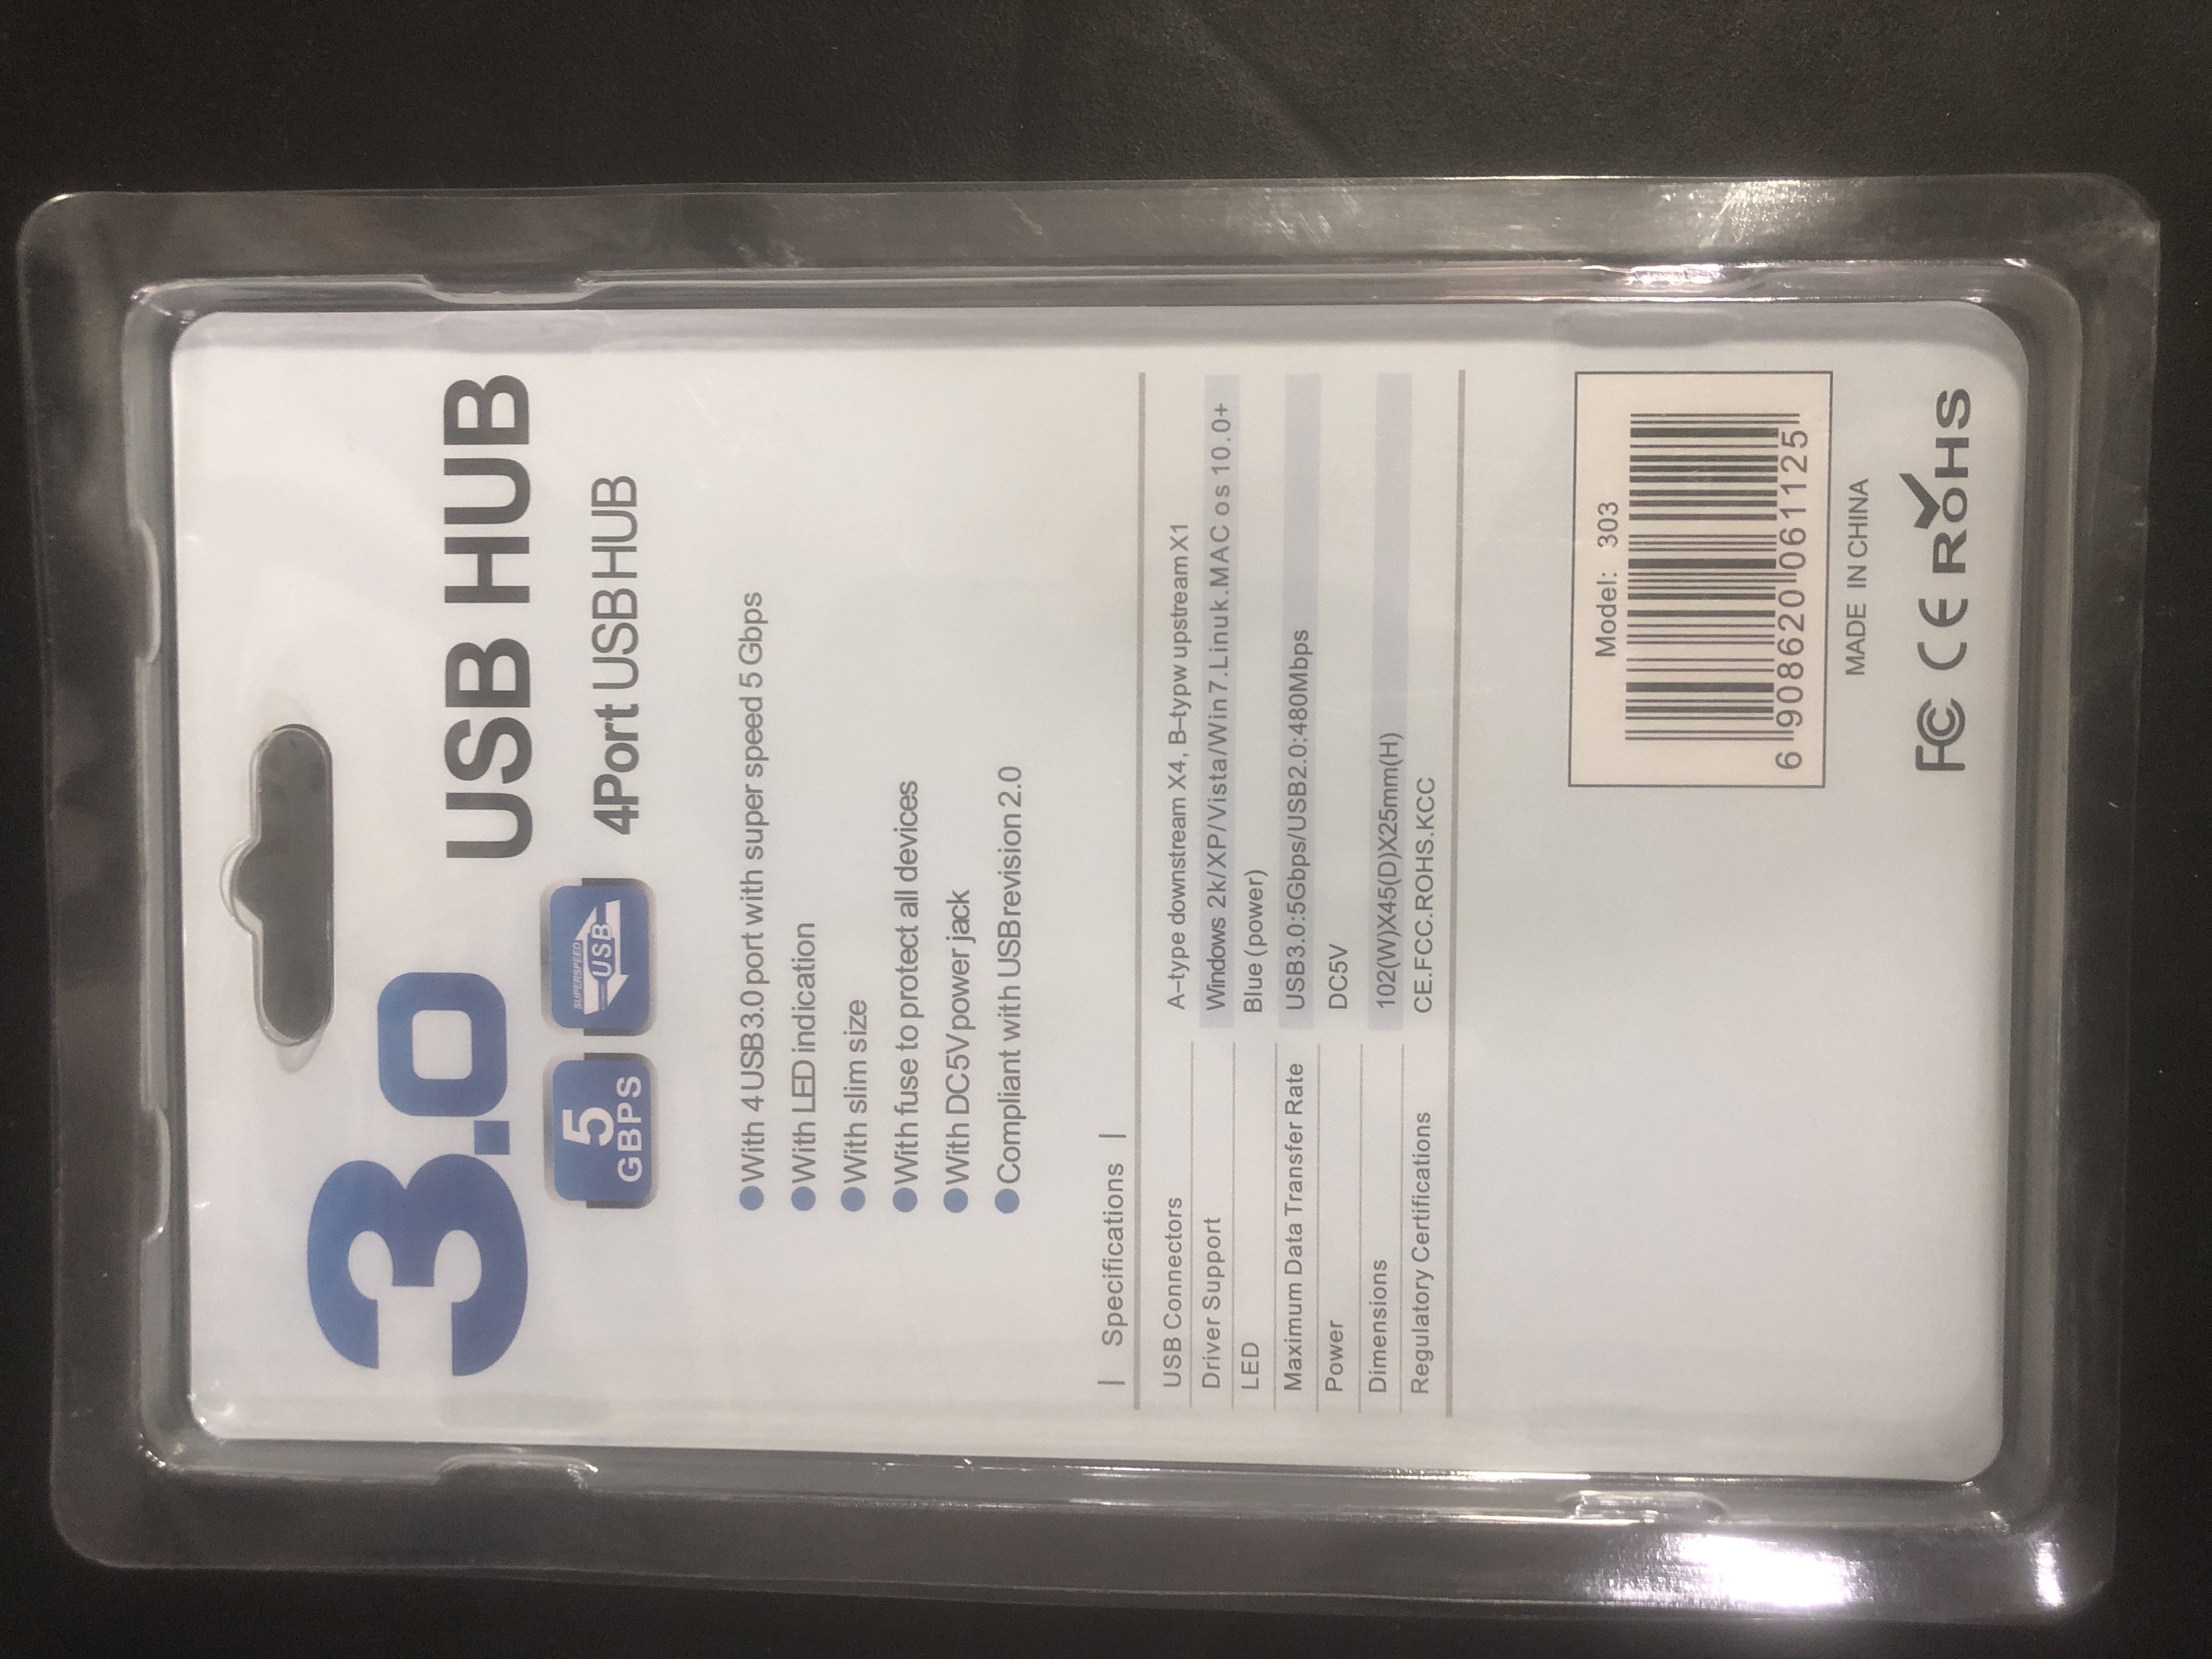 3.0 USB HUB
5 GBPS SUPERSPEED USB 4Port USB HUB
●With 4 USB3.0 port with super speed 5 Gbps
●With LED indication
●With slim size
●With fuse to protect all devices
●With DC5V power jack
●Compliant with USB revision 2.0
| Specifications |
USB Connectors A-type downstream X4, B-typw upstream X1
Driver Support Windows 2k/XP/Vista/Win7.Linuk.MAC os 10.0+
LED Blue (power)
Maximum Data Transfer Rate USB3.0:5Gbps/USB2.0:480Mbps
Power DC5V
Dimensions 102(W)X45(D)X25mm(H)
Regulatory Certifications CE.FCC.ROHS.KCC
Model: 303
6 908620 061125
MADE IN CHINA
FC CE ROHS